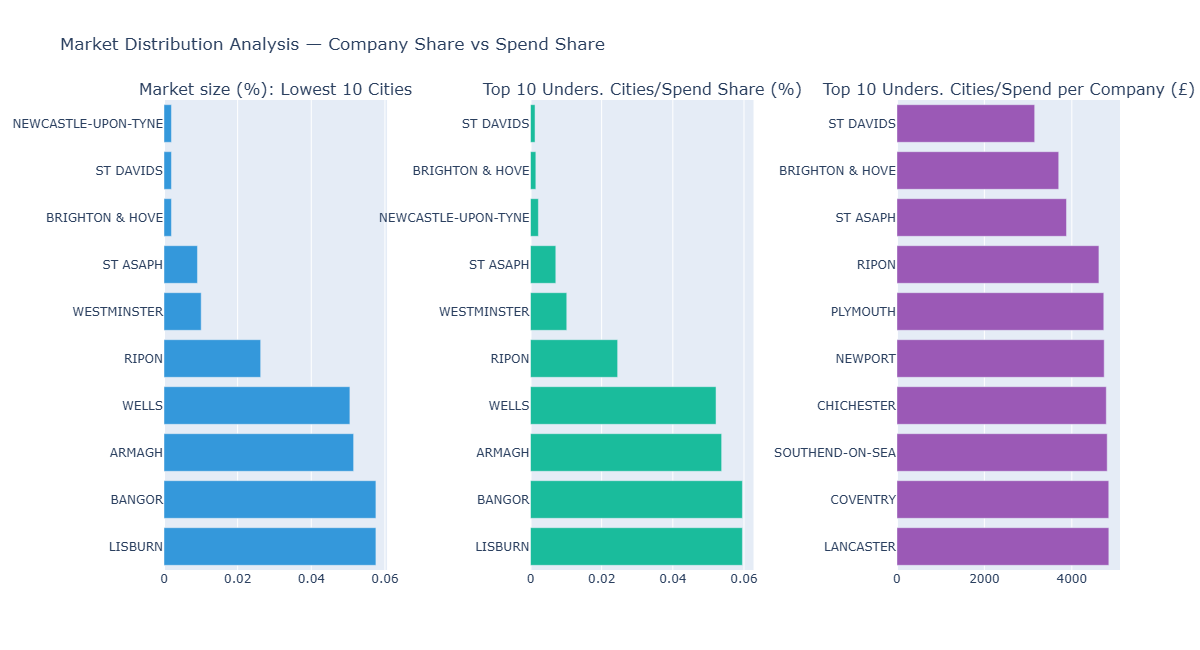 Market Distribution Analysis — Company Share vs Spend Share
Market size (%): Lowest 10 Cities
NEWCASTLE-UPON-TYNE
ST DAVIDS
BRIGHTON & HOVE
ST ASAPH
WESTMINSTER
RIPON
WELLS
ARMAGH
BANGOR
LISBURN
0 0.02 0.04 0.06
Top 10 Unders. Cities/Spend Share (%)
ST DAVIDS
BRIGHTON & HOVE
NEWCASTLE-UPON-TYNE
ST ASAPH
WESTMINSTER
RIPON
WELLS
ARMAGH
BANGOR
LISBURN
0 0.02 0.04 0.06
Top 10 Unders. Cities/Spend per Company (£)
ST DAVIDS
BRIGHTON & HOVE
ST ASAPH
RIPON
PLYMOUTH
NEWPORT
CHICHESTER
SOUTHEND-ON-SEA
COVENTRY
LANCASTER
0 2000 4000